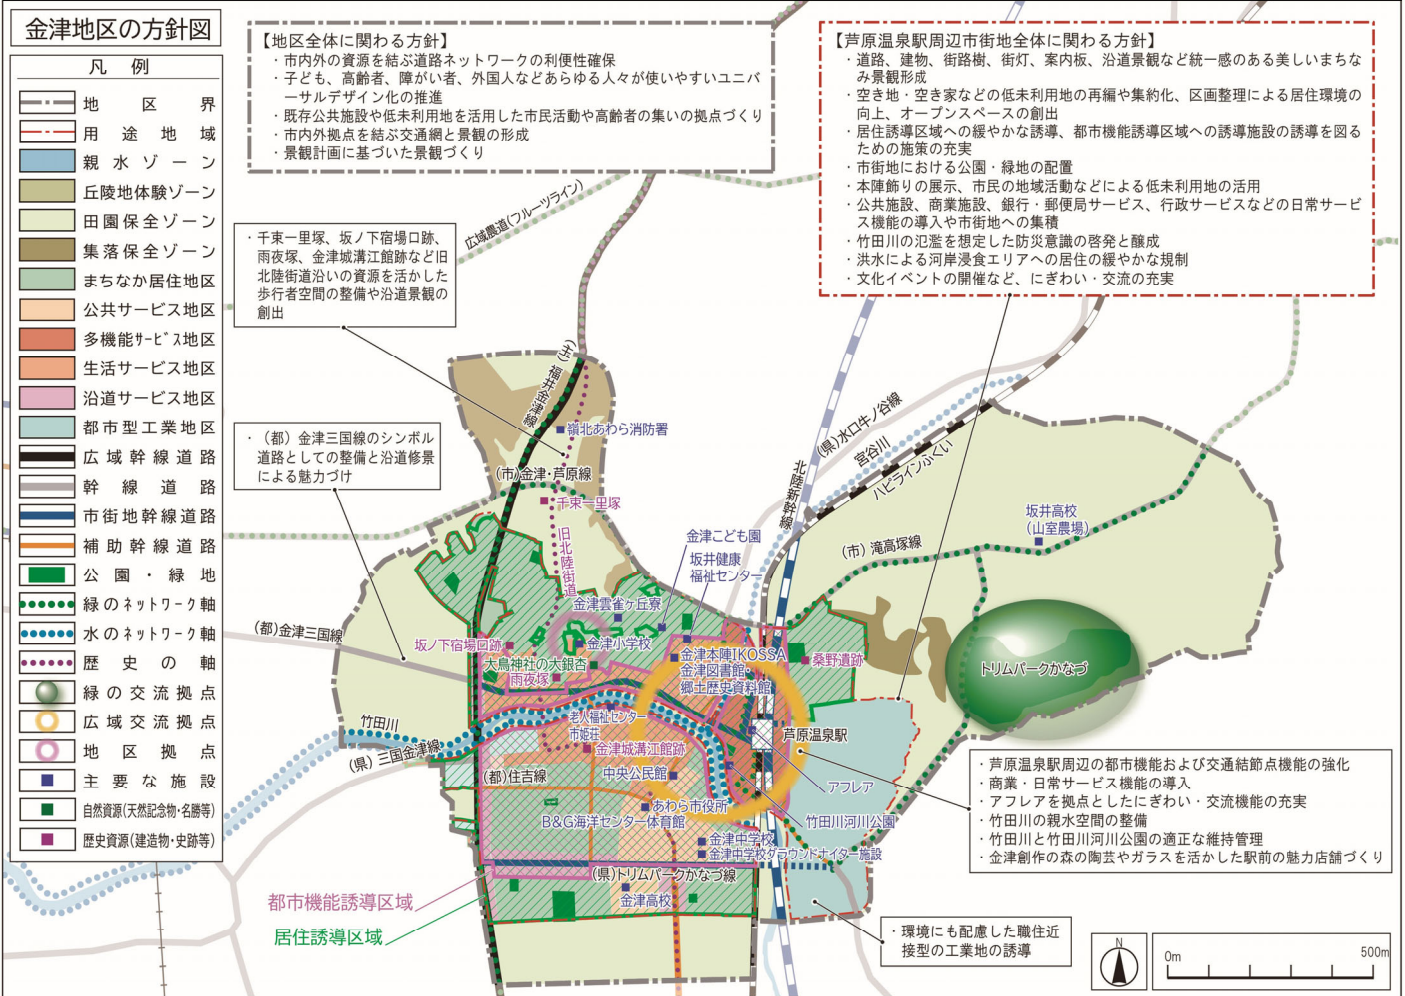 金津地区の方針図
凡例
地区界
用途地域
親水ゾーン
丘陵地体験ゾーン
田園保全ゾーン
集落保全ゾーン
まちなか居住地区
公共サービス地区
多機能サービス地区
生活サービス地区
沿道サービス地区
都市型工業地区
広域幹線道路
幹線道路
市街地幹線道路
補助幹線道路
公園・緑地
緑のネットワーク軸
水のネットワーク軸
歴史の軸
緑の交流拠点
広域交流拠点
地区拠点
主要な施設
自然資源(天然記念物・名勝等)
歴史資源(建造物・史跡等)
【地区全体に関わる方針】
・市内外の資源を結ぶ道路ネットワークの利便性確保
・子ども、高齢者、障がい者、外国人などあらゆる人々が使いやすいユニバ
ーサルデザイン化の推進
・既存公共施設や低未利用地を活用した市民活動や高齢者の集いの拠点づくり
・市内外拠点を結ぶ交通網と景観の形成
・景観計画に基づいた景観づくり
【芦原温泉駅周辺市街地全体に関わる方針】
・道路、建物、街路樹、街灯、案内板、沿道景観など統一感のある美しいまちな
み景観形成
・空き地・空き家などの低未利用地の再編や集約化、区画整理による居住環境の
向上、オープンスペースの創出
・居住誘導区域への緩やかな誘導、都市機能誘導区域への誘導施設の誘導を図る
ための施策の充実
・市街地における公園・緑地の配置
・本陣飾りの展示、市民の地域活動などによる低未利用地の活用
・公共施設、商業施設、銀行・郵便局サービス、行政サービスなどの日常サービ
ス機能の導入や市街地への集積
・竹田川の氾濫を想定した防災意識の啓発と醸成
・洪水による河岸浸食エリアへの居住の緩やかな規制
・文化イベントの開催など、にぎわい・交流の充実
・千束一里塚、坂ノ下宿場口跡、
雨夜塚、金津城溝江館跡など旧
北陸街道沿いの資源を活かした
歩行者空間の整備や沿道景観の
創出
・(都)金津三国線のシンボル
道路としての整備と沿道修景
による魅力づけ
広域農道(フルーツライン)
(主)福井金津線
嶺北あわら消防署
(市)金津・芦原線
千束一里塚
旧北陸街道
(県)水口牛ノ谷線
宮谷川
ハピラインふくい
北陸新幹線
坂井高校
(山室農場)
(市)滝高塚線
金津こども園
坂井健康
福祉センター
金津雲雀ヶ丘寮
(都)金津三国線
坂ノ下宿場口跡
金津小学校
大鳥神社の大銀杏
雨夜塚
金津本陣IKOSSA
金津図書館・
郷土歴史資料館
桑野遺跡
トリムパークかなづ
竹田川
(県)三国金津線
老人福祉センター
市姫荘
金津城溝江館跡
芦原温泉駅
(都)住吉線
中央公民館
アフレア
あわら市役所
B&G海洋センター体育館
竹田川河川公園
金津中学校
金津中学校グラウンドナイター施設
(県)トリムパークかなづ線
金津高校
都市機能誘導区域
居住誘導区域
・芦原温泉駅周辺の都市機能および交通結節点機能の強化
・商業・日常サービス機能の導入
・アフレアを拠点としたにぎわい・交流機能の充実
・竹田川の親水空間の整備
・竹田川と竹田川河川公園の適正な維持管理
・金津創作の森の陶芸やガラスを活かした駅前の魅力店舗づくり
・環境にも配慮した職住近
接型の工業地の誘導
N
0m 500m